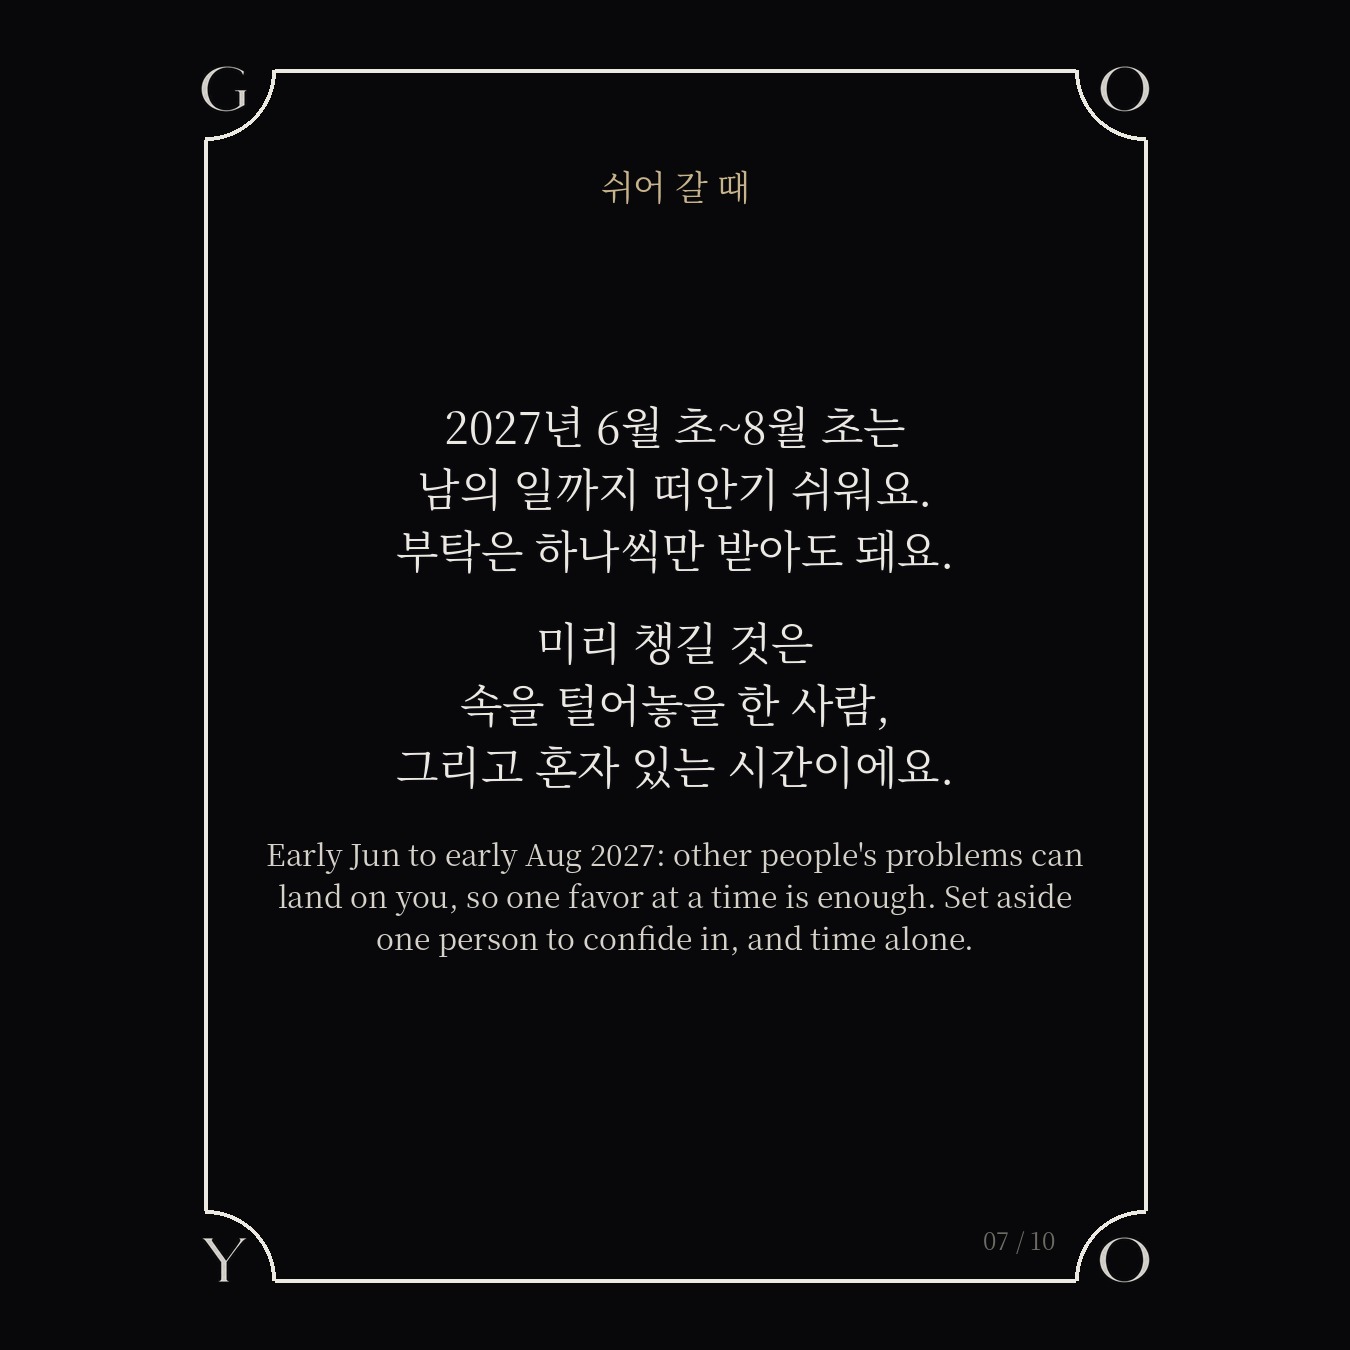 G O
쉬어 갈 때
2027년 6월 초~8월 초는
남의 일까지 떠안기 쉬워요.
부탁은 하나씩만 받아도 돼요.
미리 챙길 것은
속을 털어놓을 한 사람,
그리고 혼자 있는 시간이에요.
Early Jun to early Aug 2027: other people's problems can
land on you, so one favor at a time is enough. Set aside
one person to confide in, and time alone.
07 / 10
Y O